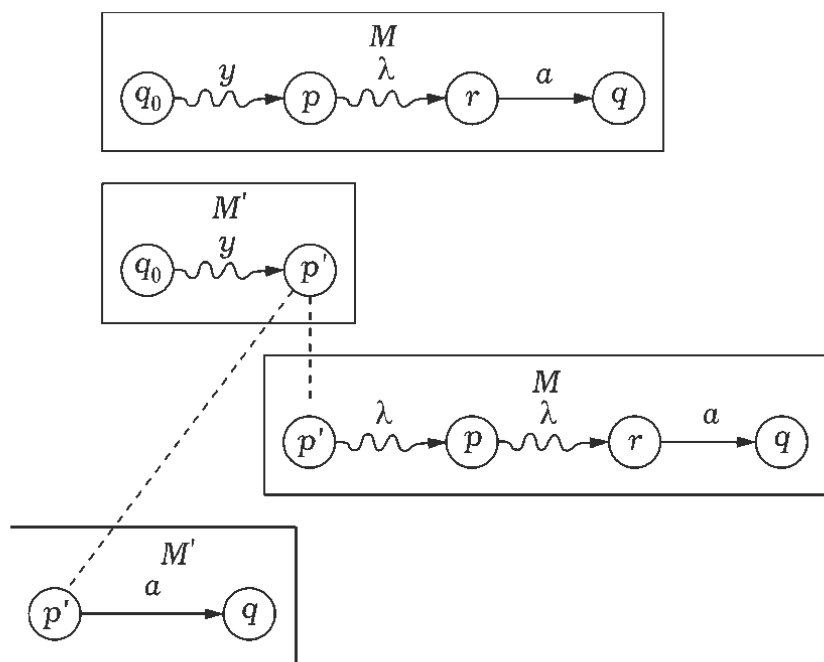 M
y λ a
q₀ p r q
M'
y
q₀ p'
M
λ λ a
p' p r q
M'
a
p' q